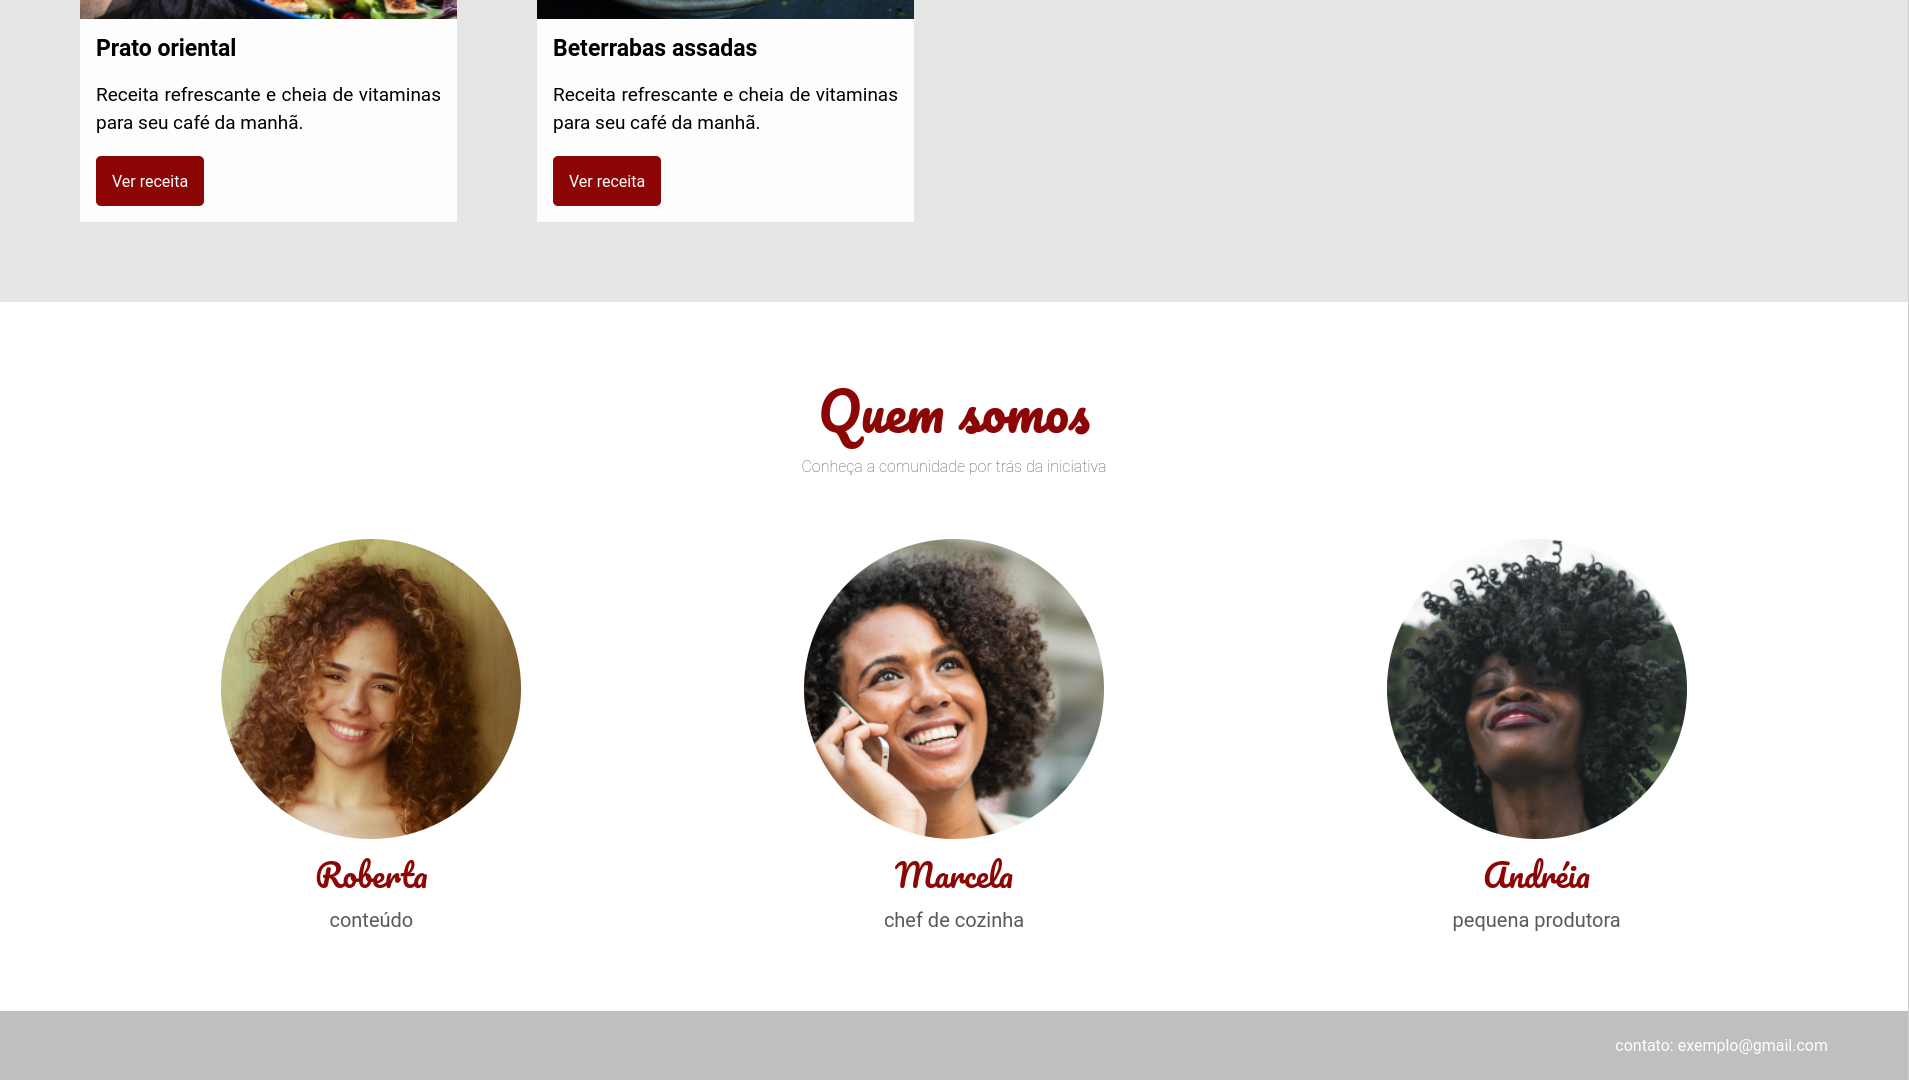 Prato oriental
Receita refrescante e cheia de vitaminas
para seu café da manhã.
Ver receita
Beterrabas assadas
Receita refrescante e cheia de vitaminas
para seu café da manhã.
Ver receita
Quem somos
Conheça a comunidade por trás da iniciativa
Roberta
conteúdo
Marcela
chef de cozinha
Andréia
pequena produtora
contato: exemplo@gmail.com